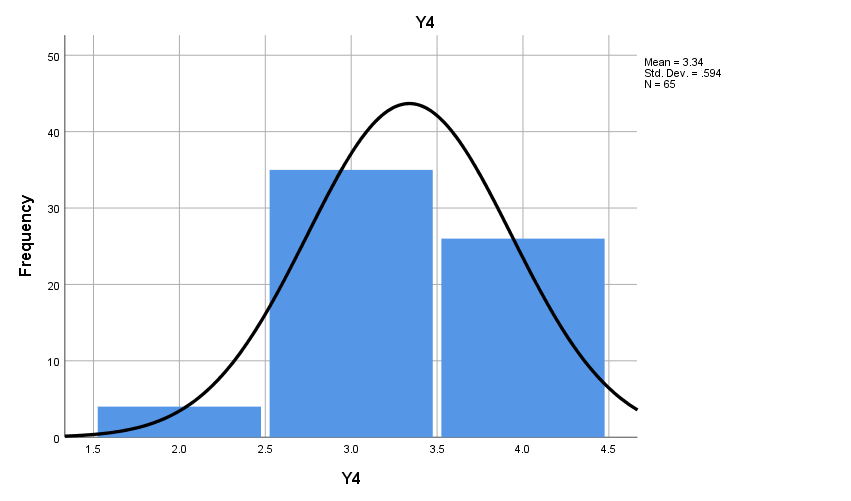 Y4
50
40
30
20
10
0
Frequency
1.5 2.0 2.5 3.0 3.5 4.0 4.5
Y4
Mean = 3.34
Std. Dev. = .594
N = 65